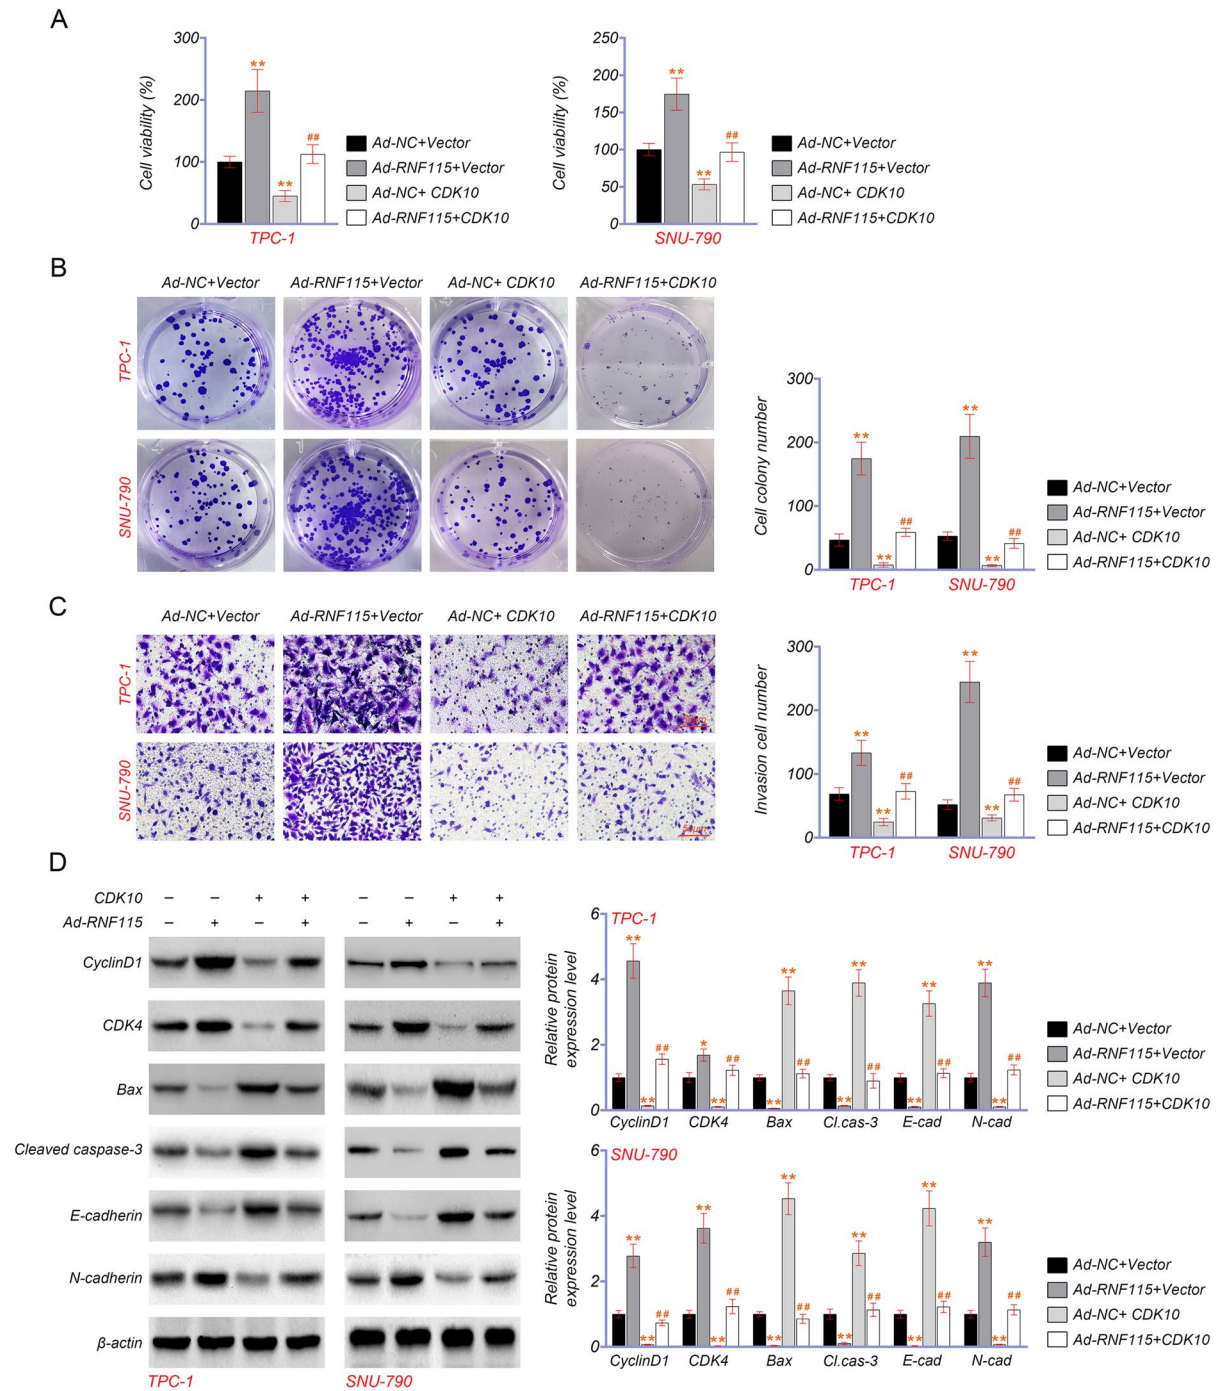 A
300
200
100
0
Cell viability (%)
**
**
##
TPC-1
Ad-NC+Vector
Ad-RNF115+Vector
Ad-NC+ CDK10
Ad-RNF115+CDK10
250
200
150
100
50
0
Cell viability (%)
**
**
##
SNU-790
Ad-NC+Vector
Ad-RNF115+Vector
Ad-NC+ CDK10
Ad-RNF115+CDK10
B
Ad-NC+Vector Ad-RNF115+Vector Ad-NC+ CDK10 Ad-RNF115+CDK10
TPC-1
SNU-790
300
200
100
0
Cell colony number
** ** ##
** ** ##
TPC-1 SNU-790
Ad-NC+Vector
Ad-RNF115+Vector
Ad-NC+ CDK10
Ad-RNF115+CDK10
C
Ad-NC+Vector Ad-RNF115+Vector Ad-NC+ CDK10 Ad-RNF115+CDK10
TPC-1
SNU-790
300
200
100
0
Invasion cell number
** ** ##
** ** ##
TPC-1 SNU-790
Ad-NC+Vector
Ad-RNF115+Vector
Ad-NC+ CDK10
Ad-RNF115+CDK10
D
CDK10 – – + + – – + +
Ad-RNF115 – + – + – + – +
CyclinD1
CDK4
Bax
Cleaved caspase-3
E-cadherin
N-cadherin
β-actin
TPC-1 SNU-790
TPC-1
6
4
2
0
Relative protein
expression level
** ** ##
* ** ##
** ** ##
** ** ##
** ** ##
** ** ##
CyclinD1 CDK4 Bax Cl.cas-3 E-cad N-cad
Ad-NC+Vector
Ad-RNF115+Vector
Ad-NC+ CDK10
Ad-RNF115+CDK10
SNU-790
6
4
2
0
Relative protein
expression level
** ** ##
** ** ##
** ** ##
** ** ##
** ** ##
** ** ##
CyclinD1 CDK4 Bax Cl.cas-3 E-cad N-cad
Ad-NC+Vector
Ad-RNF115+Vector
Ad-NC+ CDK10
Ad-RNF115+CDK10